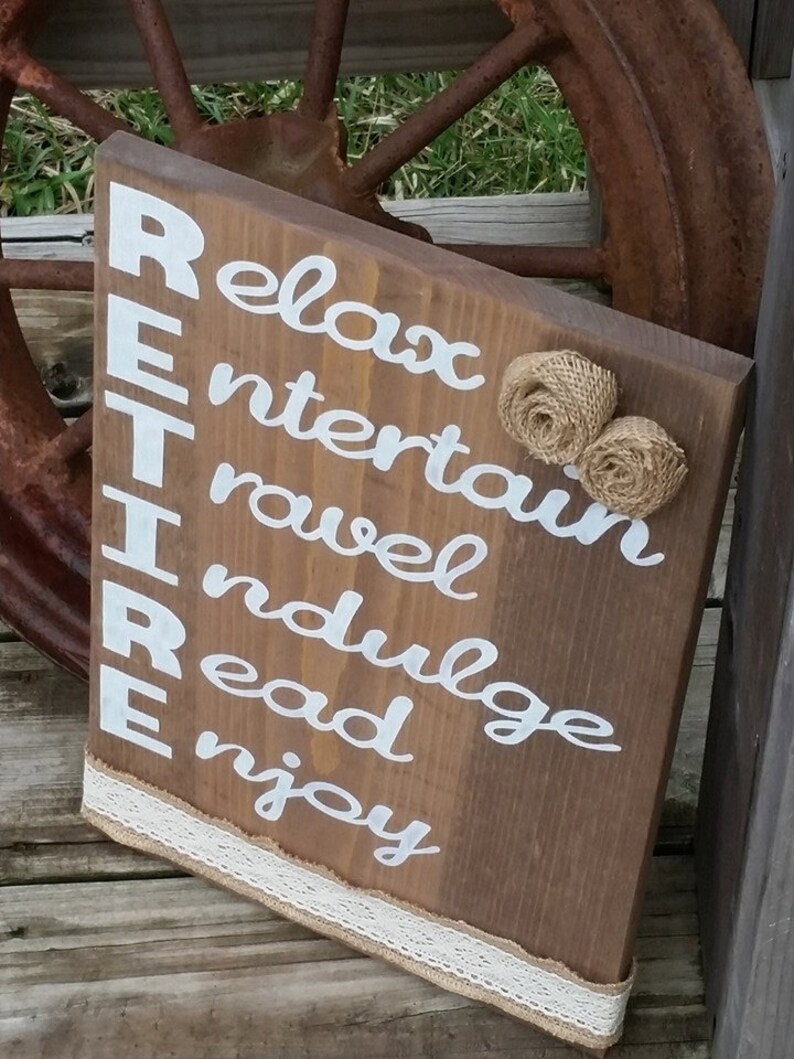 Relax
Entertain
Travel
Indulge
Read
Enjoy